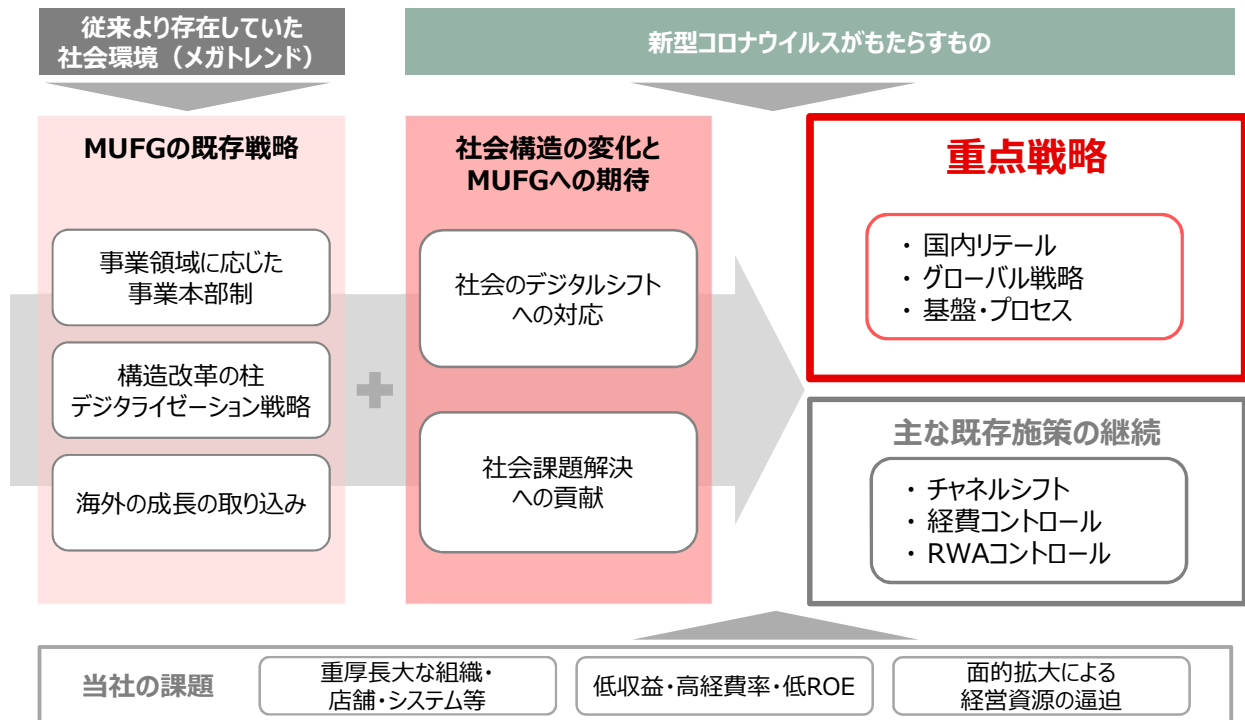 従来より存在していた
社会環境（メガトレンド）
新型コロナウイルスがもたらすもの
MUFGの既存戦略
事業領域に応じた
事業本部制
構造改革の柱
デジタライゼーション戦略
海外の成長の取り込み
社会構造の変化と
MUFGへの期待
社会のデジタルシフト
への対応
社会課題解決
への貢献
重点戦略
・ 国内リテール
・ グローバル戦略
・ 基盤・プロセス
主な既存施策の継続
・ チャネルシフト
・ 経費コントロール
・ RWAコントロール
当社の課題
重厚長大な組織・
店舗・システム等
低収益・高経費率・低ROE
面的拡大による
経営資源の逼迫